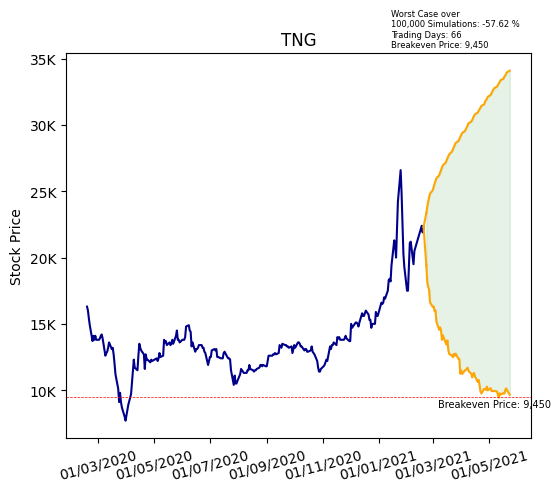 Worst Case over
100,000 Simulations: -57.62 %
Trading Days: 66
Breakeven Price: 9,450
TNG
35K
30K
25K
20K
15K
10K
Stock Price
Breakeven Price: 9,450
01/03/2020
01/05/2020
01/07/2020
01/09/2020
01/11/2020
01/01/2021
01/03/2021
01/05/2021